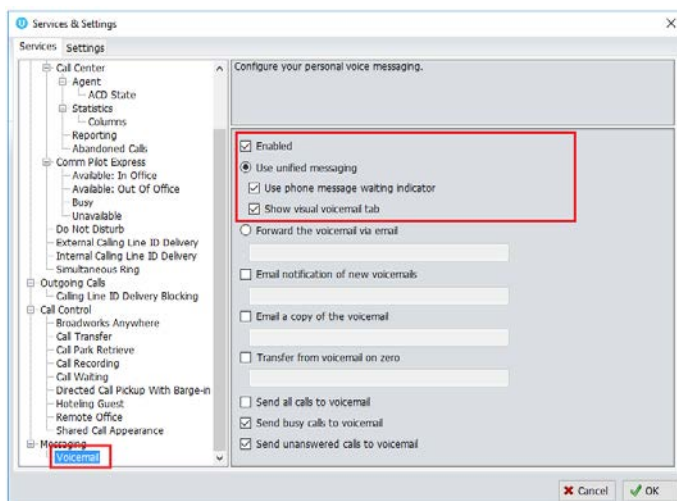 Services & Settings
Services Settings
Call Center
Agent
ACD State
Statistics
Columns
Reporting
Abandoned Calls
Comm Pilot Express
Available: In Office
Available: Out Of Office
Busy
Unavailable
Do Not Disturb
External Calling Line ID Delivery
Internal Calling Line ID Delivery
Simultaneous Ring
Outgoing Calls
Calling Line ID Delivery Blocking
Call Control
Broadworks Anywhere
Call Transfer
Call Park Retrieve
Call Recording
Call Waiting
Directed Call Pickup With Barge-in
Hoteling Guest
Remote Office
Shared Call Appearance
Messaging
Voicemail
Configure your personal voice messaging.
Enabled
Use unified messaging
Use phone message waiting indicator
Show visual voicemail tab
Forward the voicemail via email
Email notification of new voicemails
Email a copy of the voicemail
Transfer from voicemail on zero
Send all calls to voicemail
Send busy calls to voicemail
Send unanswered calls to voicemail
Cancel OK